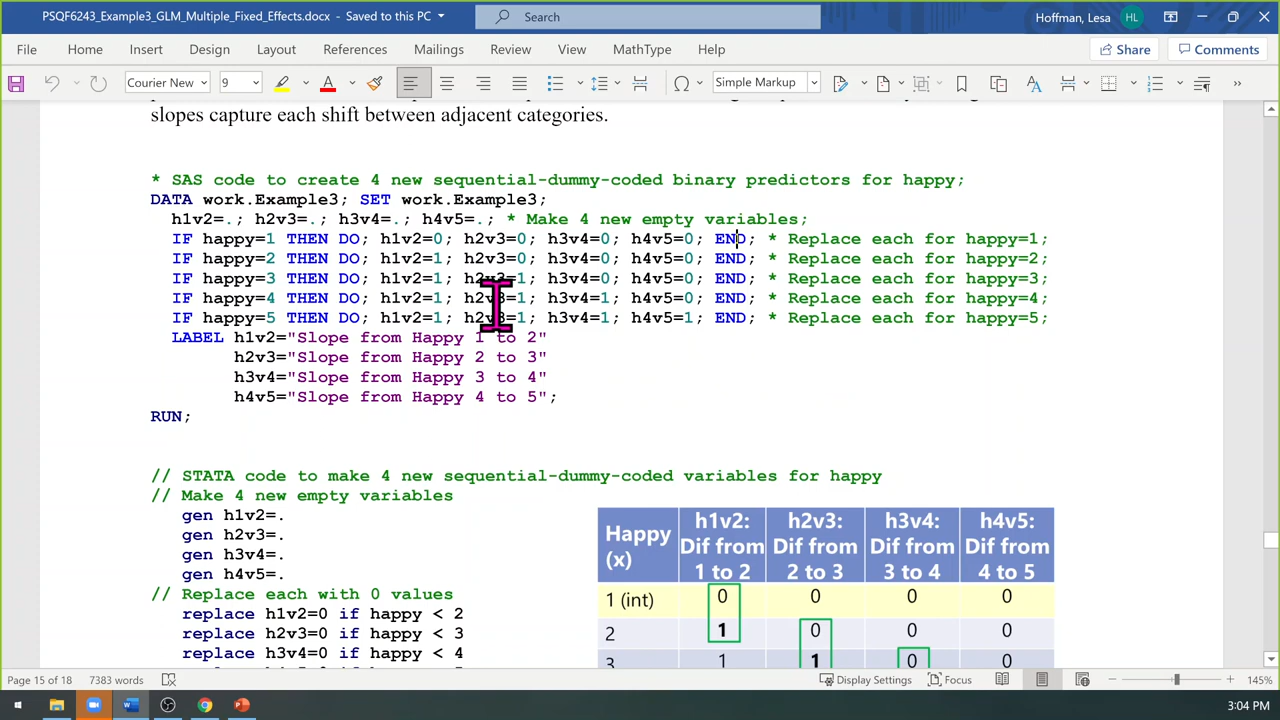 PSQF6243_Example3_GLM_Multiple_Fixed_Effects.docx - Saved to this PC
Search
Hoffman, Lesa HL
File Home Insert Design Layout References Mailings Review View MathType Help Share Comments
Courier New 9 Simple Markup
slopes capture each shift between adjacent categories.
* SAS code to create 4 new sequential-dummy-coded binary predictors for happy;
DATA work.Example3; SET work.Example3;
h1v2=.; h2v3=.; h3v4=.; h4v5=.; * Make 4 new empty variables;
IF happy=1 THEN DO; h1v2=0; h2v3=0; h3v4=0; h4v5=0; END; * Replace each for happy=1;
IF happy=2 THEN DO; h1v2=1; h2v3=0; h3v4=0; h4v5=0; END; * Replace each for happy=2;
IF happy=3 THEN DO; h1v2=1; h2v3=1; h3v4=0; h4v5=0; END; * Replace each for happy=3;
IF happy=4 THEN DO; h1v2=1; h2v3=1; h3v4=1; h4v5=0; END; * Replace each for happy=4;
IF happy=5 THEN DO; h1v2=1; h2v3=1; h3v4=1; h4v5=1; END; * Replace each for happy=5;
LABEL h1v2="Slope from Happy 1 to 2"
h2v3="Slope from Happy 2 to 3"
h3v4="Slope from Happy 3 to 4"
h4v5="Slope from Happy 4 to 5";
RUN;
// STATA code to make 4 new sequential-dummy-coded variables for happy
// Make 4 new empty variables
gen h1v2=.
gen h2v3=.
gen h3v4=.
gen h4v5=.
// Replace each with 0 values
replace h1v2=0 if happy < 2
replace h2v3=0 if happy < 3
replace h3v4=0 if happy < 4
Happy (x)
h1v2: Dif from 1 to 2
h2v3: Dif from 2 to 3
h3v4: Dif from 3 to 4
h4v5: Dif from 4 to 5
1 (int) 0 0 0 0
2 1 0 0 0
3 1 1 0 0
Page 15 of 18 7383 words Display Settings Focus 145%
3:04 PM